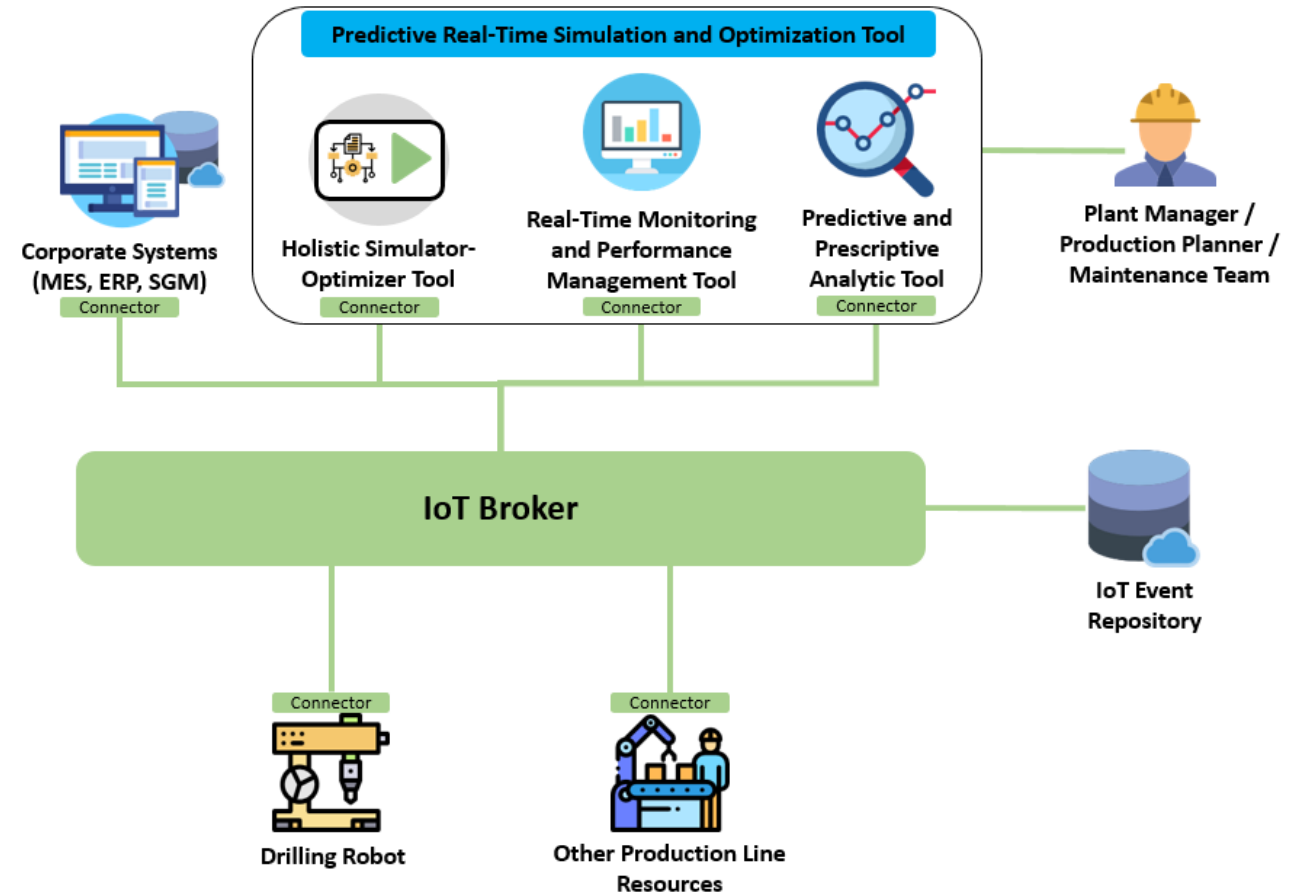 Predictive Real-Time Simulation and Optimization Tool
Corporate Systems
(MES, ERP, SGM)
Connector
Holistic Simulator-
Optimizer Tool
Connector
Real-Time Monitoring
and Performance
Management Tool
Connector
Predictive and
Prescriptive
Analytic Tool
Connector
Plant Manager /
Production Planner /
Maintenance Team
IoT Broker
IoT Event
Repository
Connector
Drilling Robot
Connector
Other Production Line
Resources